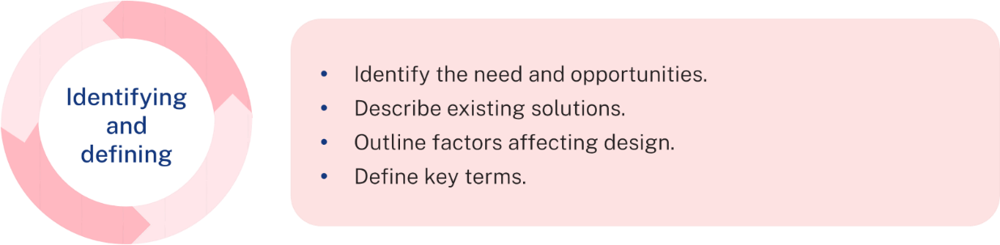 Identifying
and
defining
• Identify the need and opportunities.
• Describe existing solutions.
• Outline factors affecting design.
• Define key terms.